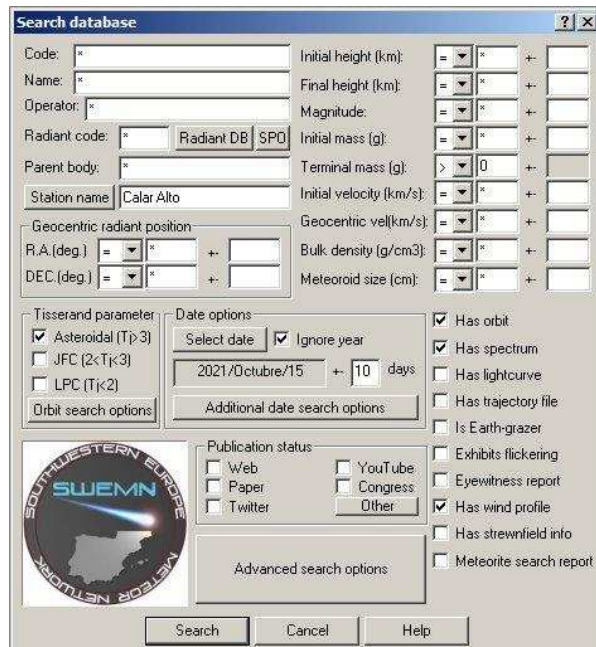 Search database
Code: *
Name: *
Operator: *
Radiant code: * Radiant DB SPO
Parent body: *
Station name Calar Alto
Geocentric radiant position
R.A.(deg.) = * +-
DEC.(deg.) = * +-
Initial height (km): = * +-
Final height (km): = * +-
Magnitude: = * +-
Initial mass (g): = * +-
Terminal mass (g): > 0 +-
Initial velocity (km/s): = * +-
Geocentric vel(km/s): = * +-
Bulk density (g/cm3): = * +-
Meteoroid size (cm): = * +-
Tisserand parameter
Asteroidal (Tj>3)
JFC (2<Tj<3)
LPC (Tj<2)
Orbit search options
Date options
Select date Ignore year
2021/Octubre/15 +- 10 days
Additional date search options
Has orbit
Has spectrum
Has lightcurve
Has trajectory file
Is Earth-grazer
Exhibits flickering
Eyewitness report
Has wind profile
Has strewnfield info
Meteorite search report
SOUTHWESTERN EUROPE
SWEMN
METEOR NETWORK
Publication status
Web YouTube
Paper Congress
Twitter Other
Advanced search options
Search Cancel Help